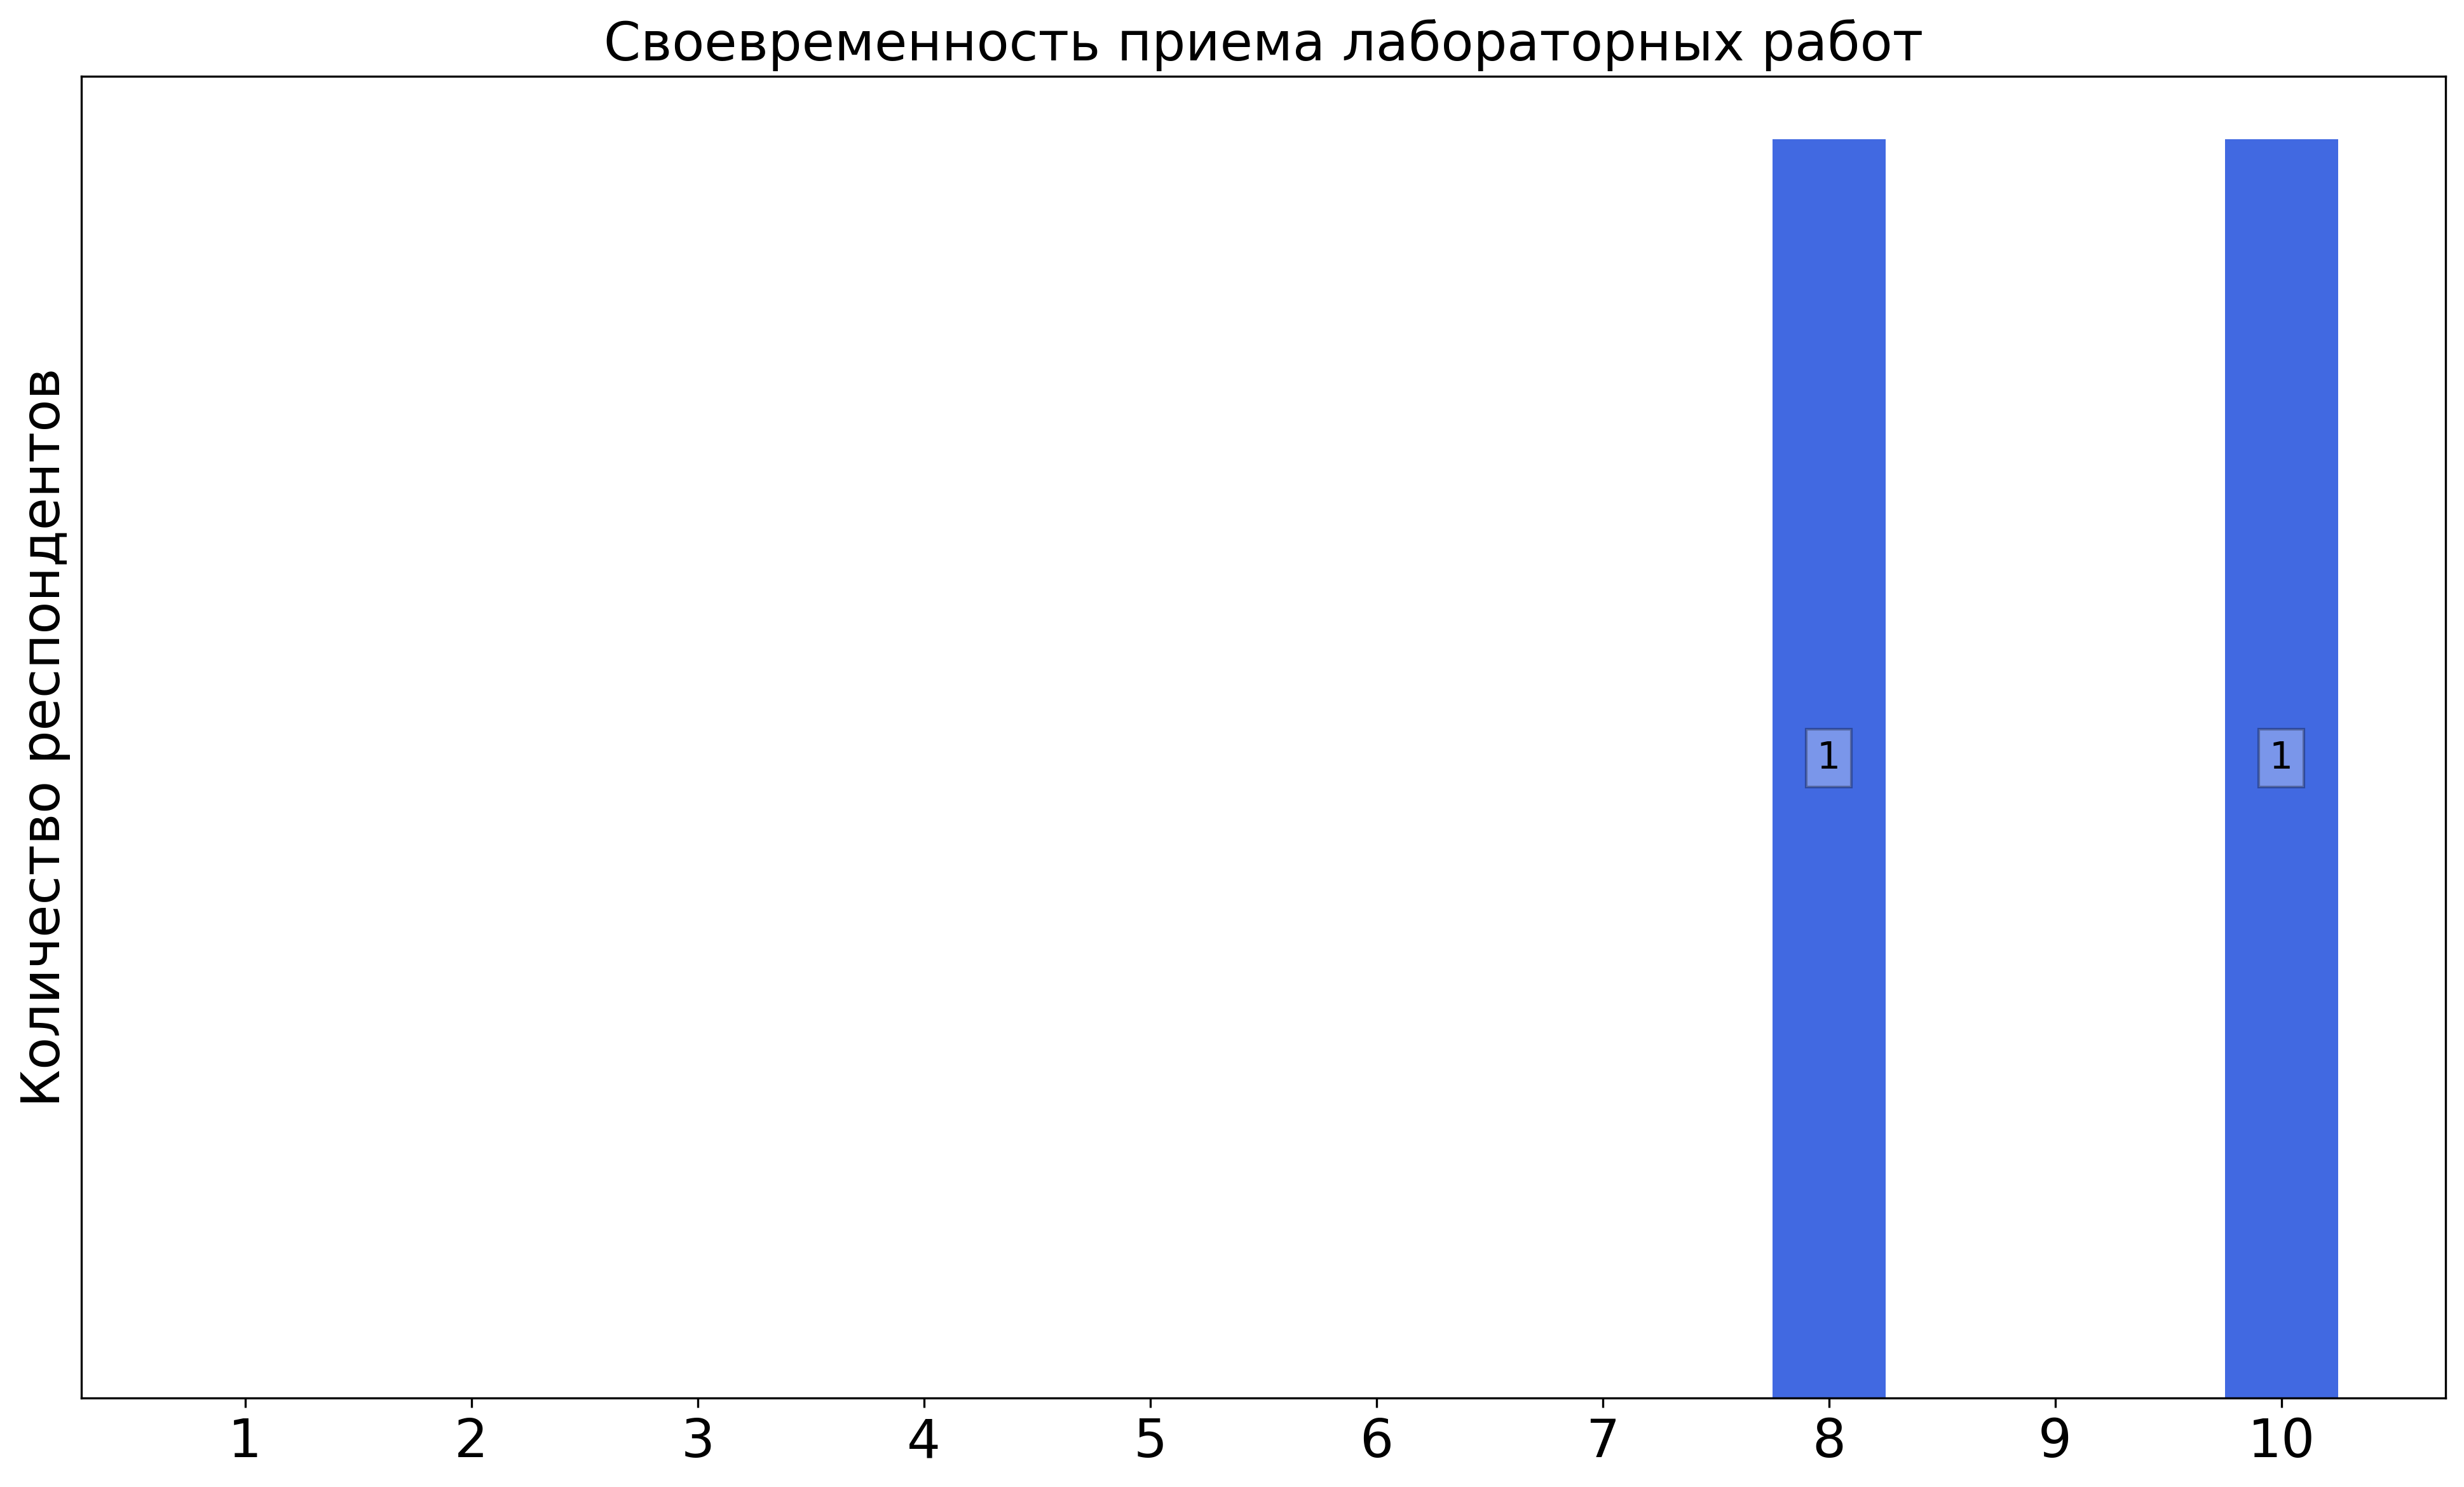 Своевременность приема лабораторных работ
Количество респондентов
1
1
1 2 3 4 5 6 7 8 9 10